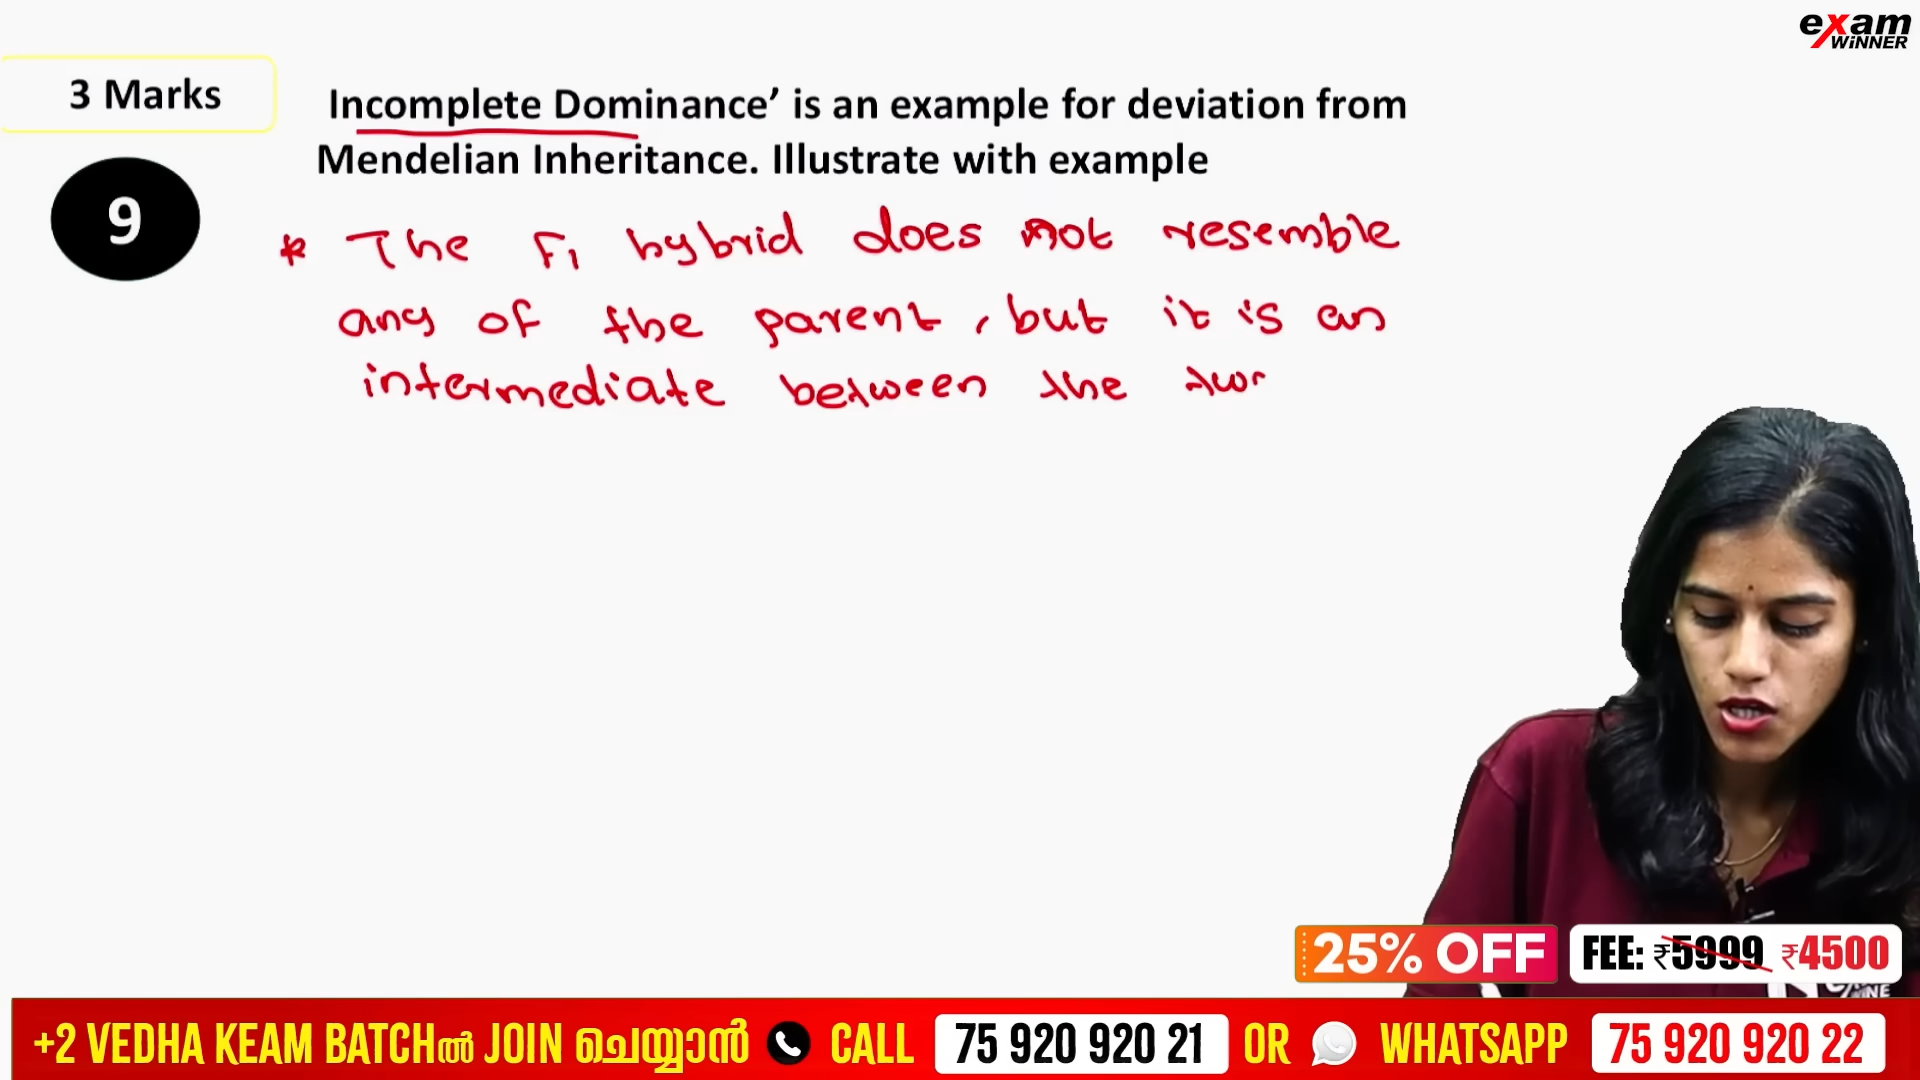 exam
WINNER
3 Marks
Incomplete Dominance’ is an example for deviation from
Mendelian Inheritance. Illustrate with example
9
* The F1 hybrid does not resemble
any of the parent, but it is an
intermediate between the two
25% OFF
FEE: ₹5999 ₹4500
+2 VEDHA KEAM BATCHൽ JOIN ചെയ്യാൻ CALL 75 920 920 21 OR WHATSAPP 75 920 920 22